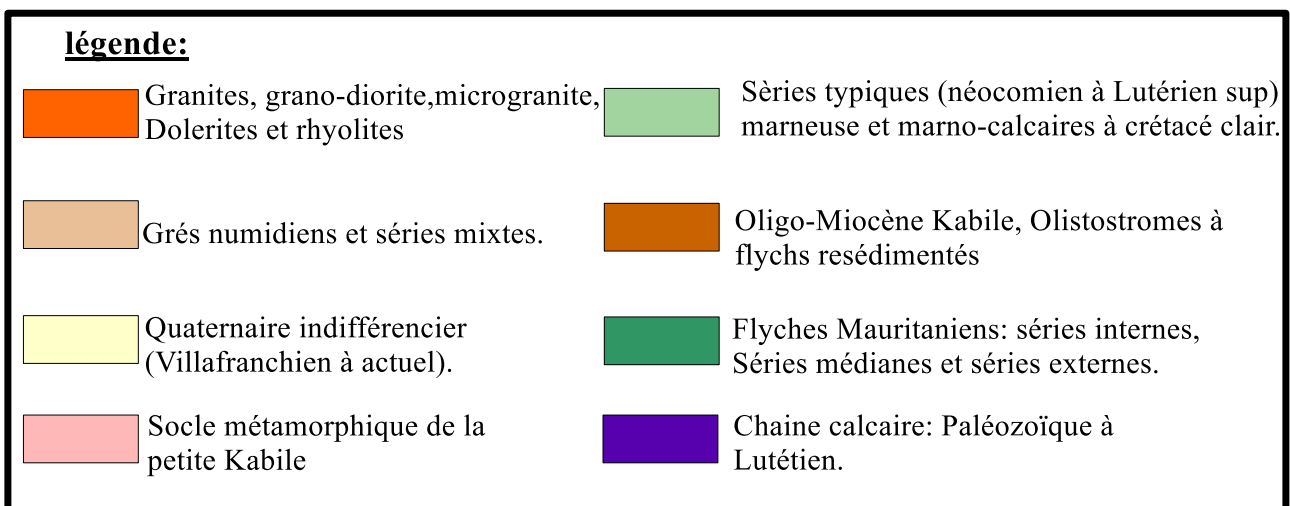 légende:
Granites, grano-diorite,microgranite,
Dolerites et rhyolites
Grés numidiens et séries mixtes.
Quaternaire indifférencier
(Villafranchien à actuel).
Socle métamorphique de la
petite Kabile
Sèries typiques (néocomien à Lutérien sup)
marneuse et marno-calcaires à crétacé clair.
Oligo-Miocène Kabile, Olistostromes à
flychs resédimentés
Flyches Mauritaniens: séries internes,
Séries médianes et séries externes.
Chaine calcaire: Paléozoïque à
Lutétien.